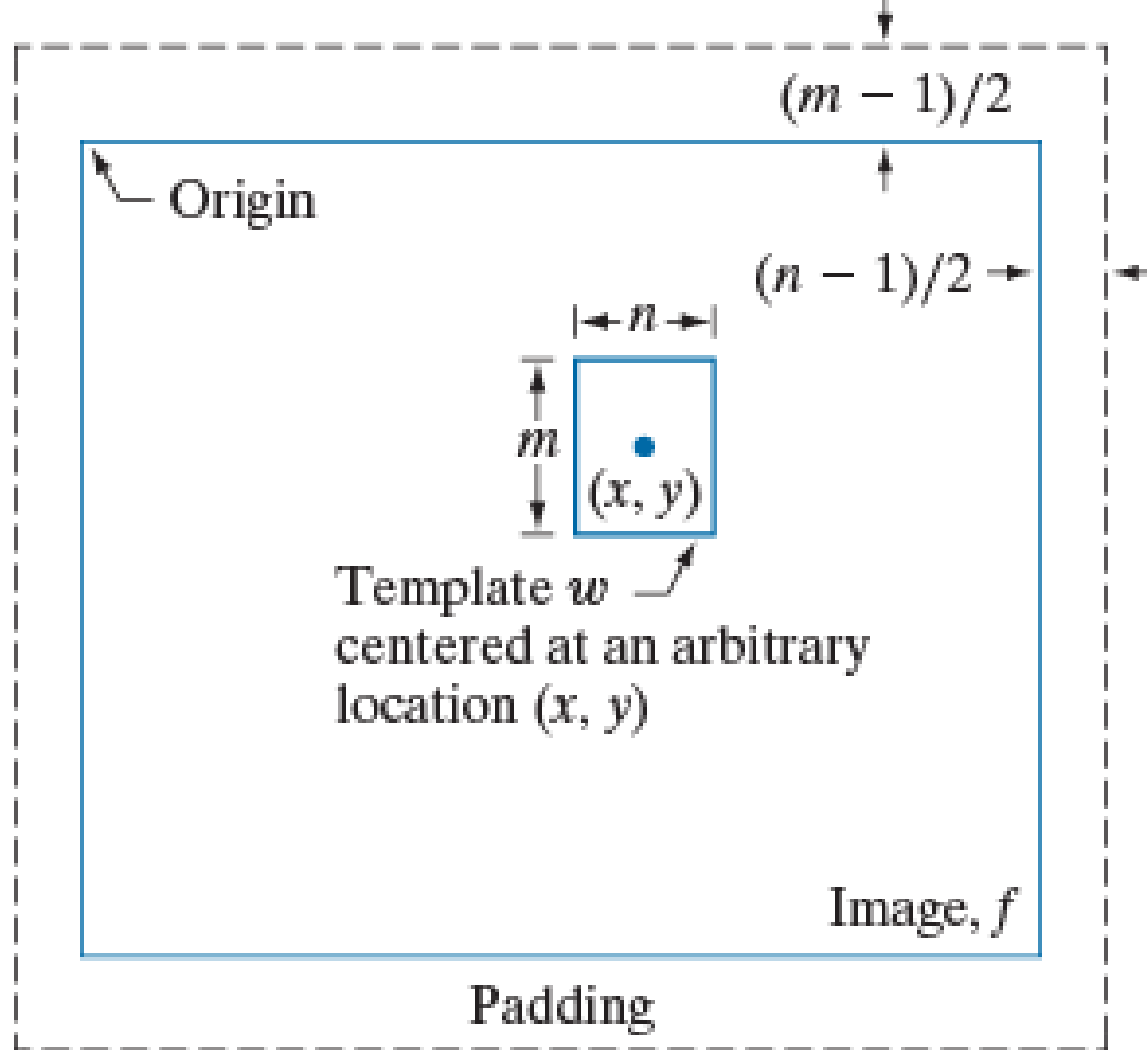 (m − 1)/2
Origin
(n − 1)/2
n
m
(x, y)
Template w
centered at an arbitrary
location (x, y)
Image, f
Padding